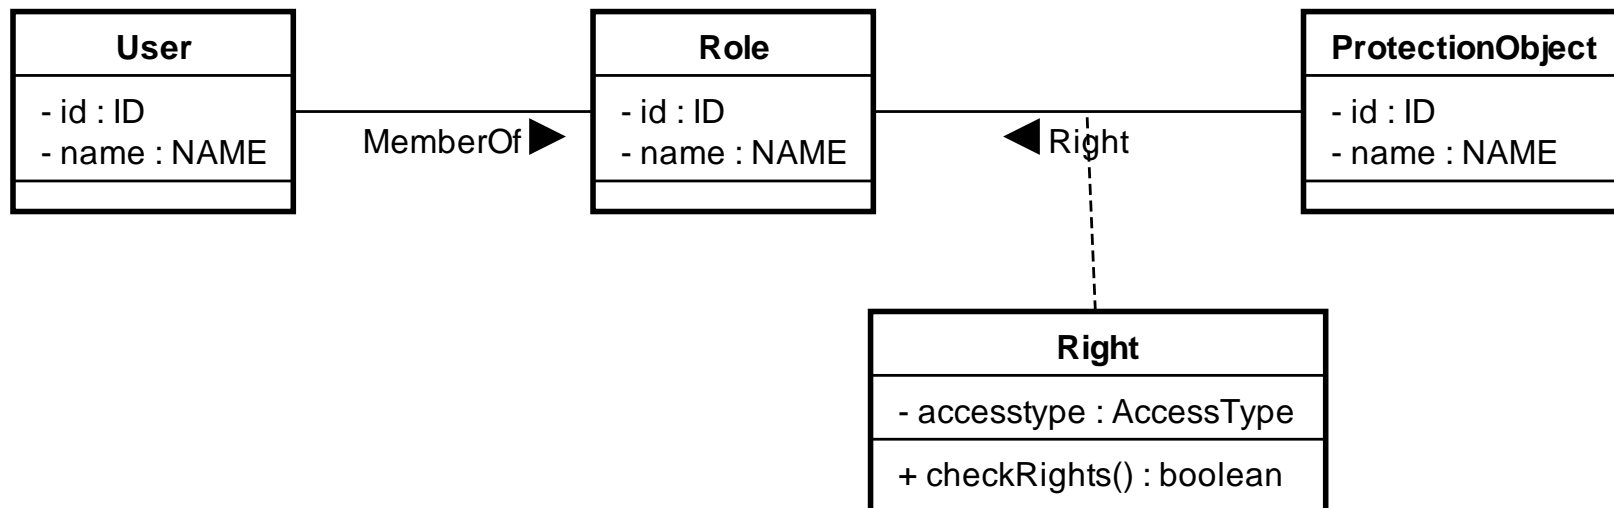 User
- id : ID
- name : NAME
MemberOf
Role
- id : ID
- name : NAME
Right
ProtectionObject
- id : ID
- name : NAME
Right
- accesstype : AccessType
+ checkRights() : boolean